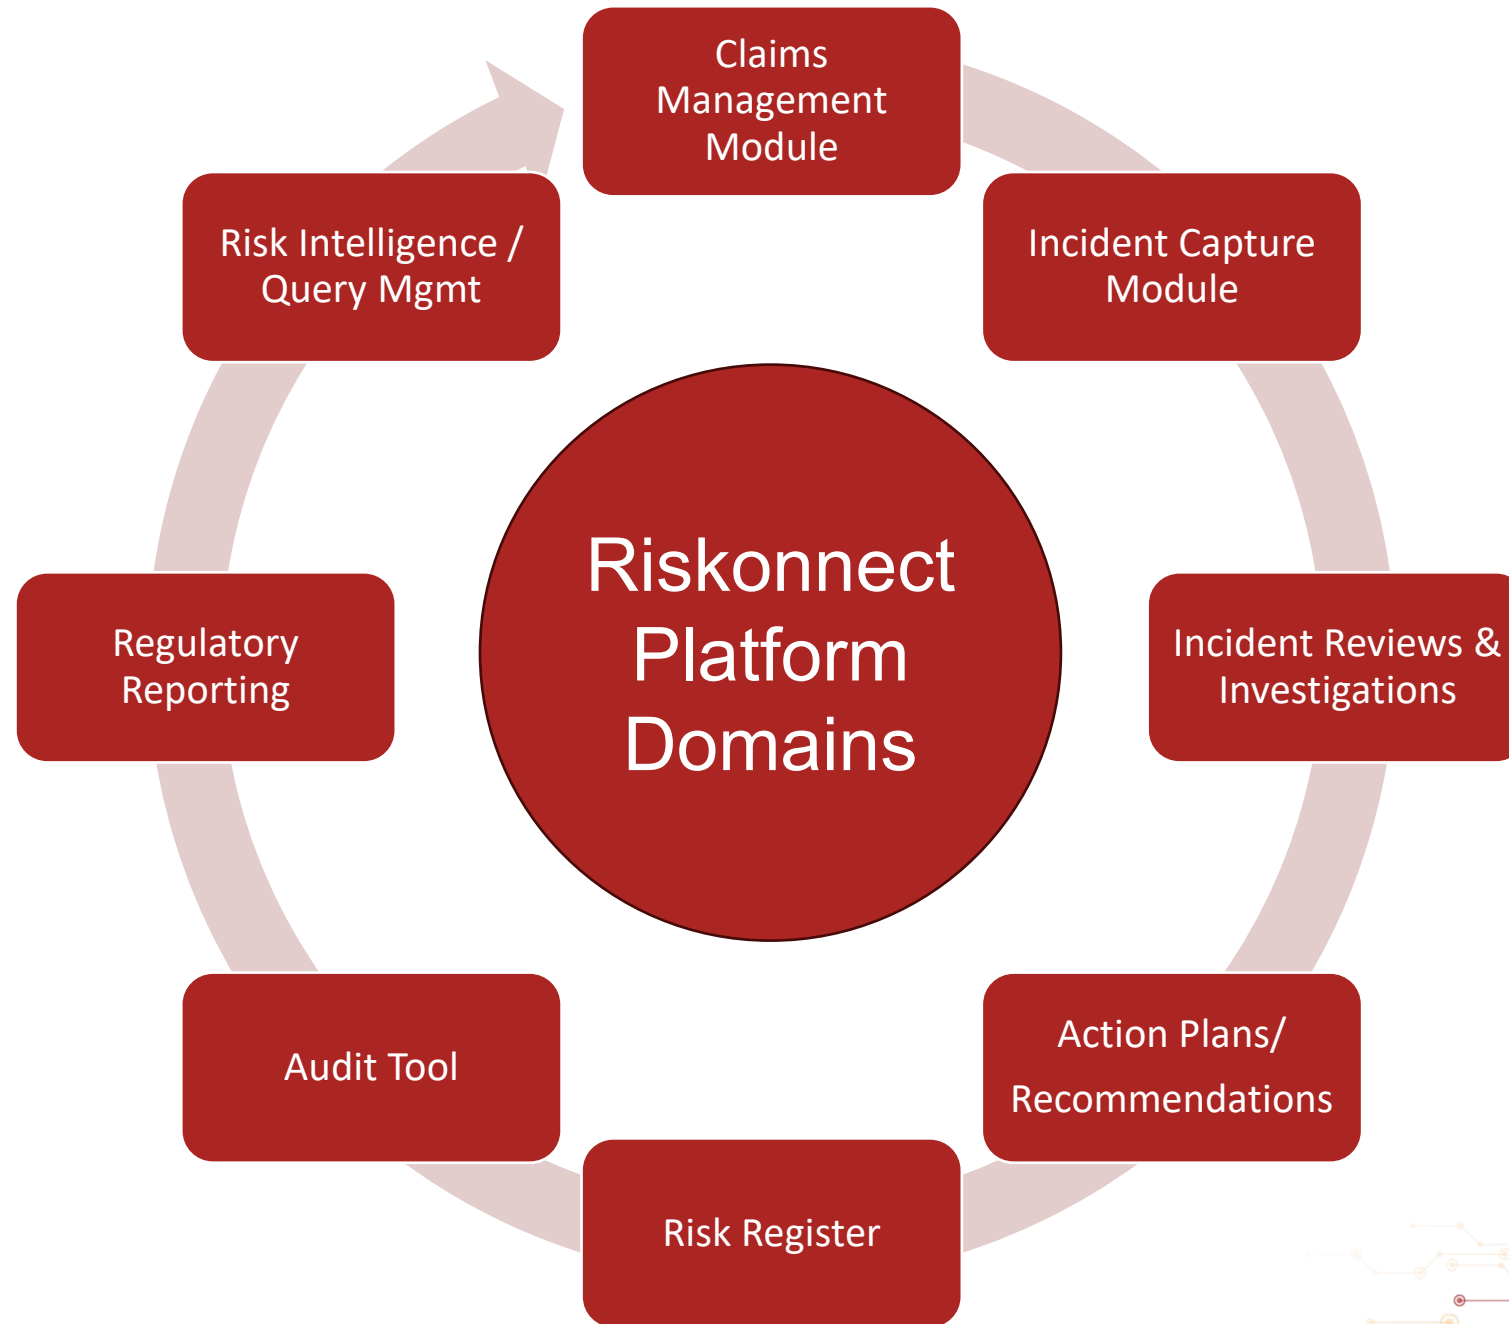 Claims
Management
Module
Incident Capture
Module
Incident Reviews &
Investigations
Action Plans/
Recommendations
Risk Register
Audit Tool
Regulatory
Reporting
Risk Intelligence /
Query Mgmt
Riskonnect
Platform
Domains